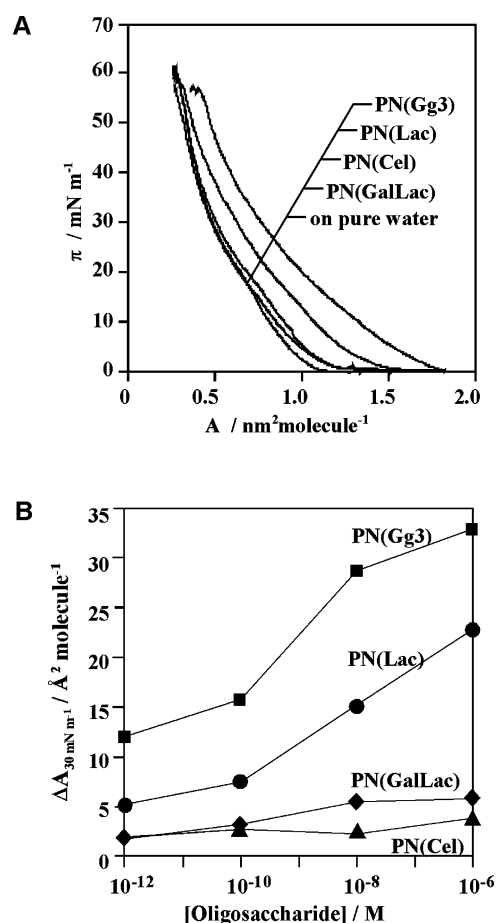 A
60
50
40
30
20
10
0
π / mN m⁻¹
PN(Gg3)
PN(Lac)
PN(Cel)
PN(GalLac)
on pure water
0 0.5 1.0 1.5 2.0
A / nm²molecule⁻¹
B
35
30
25
20
15
10
5
0
ΔA₃₀ ₘN ₘ⁻¹ / Å² molecule⁻¹
PN(Gg3)
PN(Lac)
PN(GalLac)
PN(Cel)
10⁻¹² 10⁻¹⁰ 10⁻⁸ 10⁻⁶
[Oligosaccharide] / M